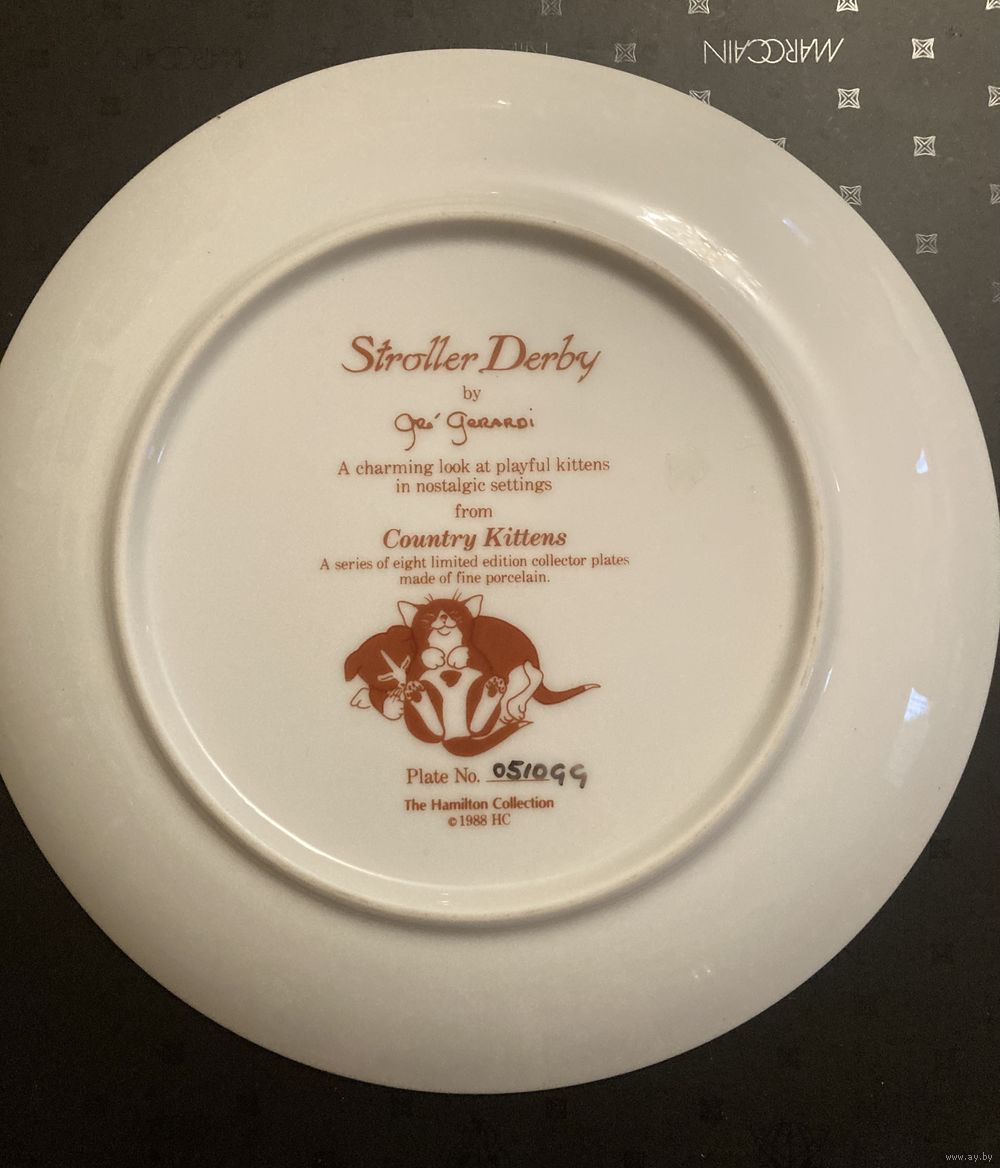 MARCCAIN
Stroller Derby
by
Gré Gerardi
A charming look at playful kittens
in nostalgic settings
from
Country Kittens
A series of eight limited edition collector plates
made of fine porcelain.
Plate No. 0510GG
The Hamilton Collection
© 1988 HC
www.ay.by